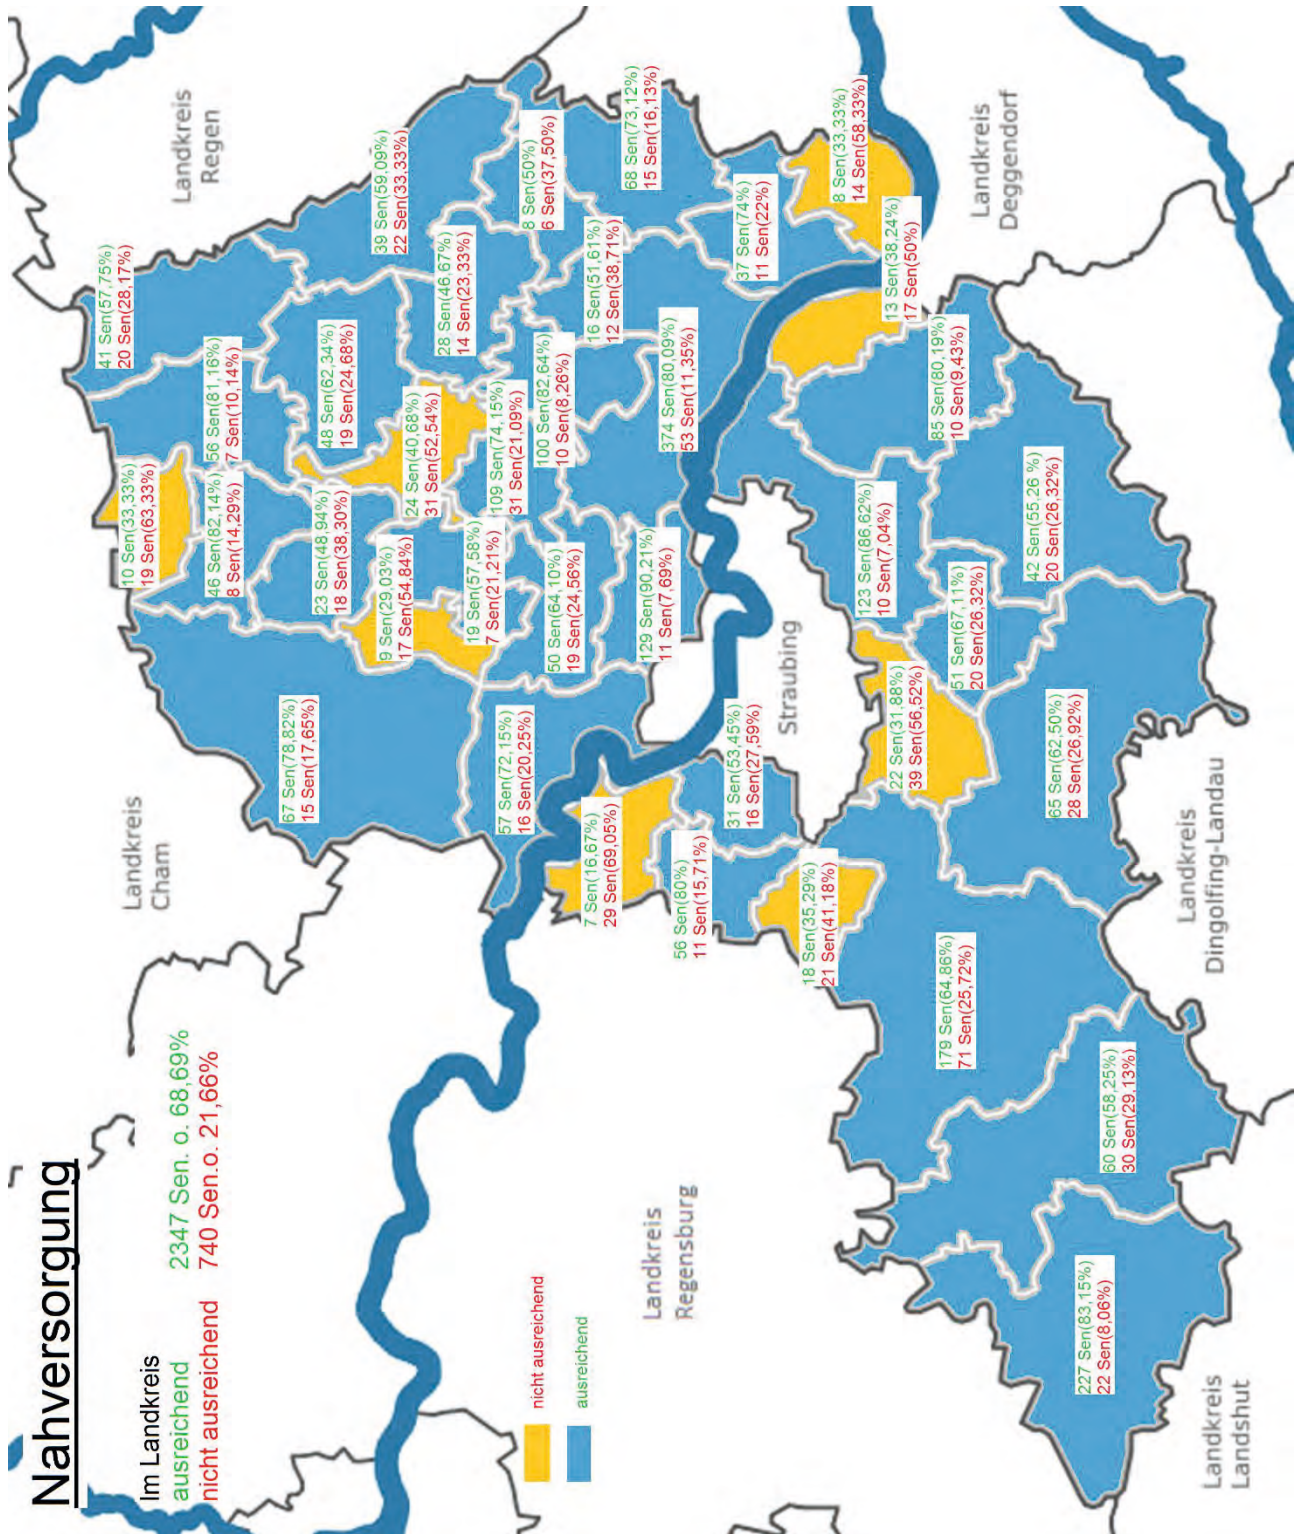 Nahversorgung
Im Landkreis
ausreichend 2347 Sen. o. 68,69%
nicht ausreichend 740 Sen.o. 21,66%
nicht ausreichend
ausreichend
Landkreis
Cham
Landkreis
Regen
Landkreis
Regensburg
Straubing
Landkreis
Deggendorf
Landkreis
Landshut
Landkreis
Dingolfing-Landau
41 Sen(57,75%)
20 Sen(28,17%)
10 Sen(33,33%)
19 Sen(63,33%)
56 Sen(81,16%)
7 Sen(10,14%)
46 Sen(82,14%)
8 Sen(14,29%)
67 Sen(78,82%)
15 Sen(17,65%)
23 Sen(48,94%)
18 Sen(38,30%)
48 Sen(62,34%)
19 Sen(24,68%)
39 Sen(59,09%)
22 Sen(33,33%)
9 Sen(29,03%)
17 Sen(54,84%)
24 Sen(40,68%)
31 Sen(52,54%)
28 Sen(46,67%)
14 Sen(23,33%)
57 Sen(72,15%)
16 Sen(20,25%)
19 Sen(57,58%)
7 Sen(21,21%)
109 Sen(74,15%)
31 Sen(21,09%)
8 Sen(50%)
6 Sen(37,50%)
50 Sen(64,10%)
19 Sen(24,56%)
100 Sen(82,64%)
10 Sen(8,26%)
16 Sen(51,61%)
12 Sen(38,71%)
68 Sen(73,12%)
15 Sen(16,13%)
7 Sen(16,67%)
29 Sen(69,05%)
129 Sen(90,21%)
11 Sen(7,69%)
374 Sen(80,09%)
53 Sen(11,35%)
56 Sen(80%)
11 Sen(15,71%)
31 Sen(53,45%)
16 Sen(27,59%)
37 Sen(74%)
11 Sen(22%)
18 Sen(35,29%)
21 Sen(41,18%)
8 Sen(33,33%)
14 Sen(58,33%)
22 Sen(31,88%)
39 Sen(56,52%)
123 Sen(86,62%)
10 Sen(7,04%)
13 Sen(38,24%)
17 Sen(50%)
179 Sen(64,86%)
71 Sen(25,72%)
51 Sen(67,11%)
20 Sen(26,32%)
85 Sen(80,19%)
10 Sen(9,43%)
65 Sen(62,50%)
28 Sen(26,92%)
42 Sen(55,26 %)
20 Sen(26,32%)
227 Sen(83,15%)
22 Sen(8,06%)
60 Sen(58,25%)
30 Sen(29,13%)